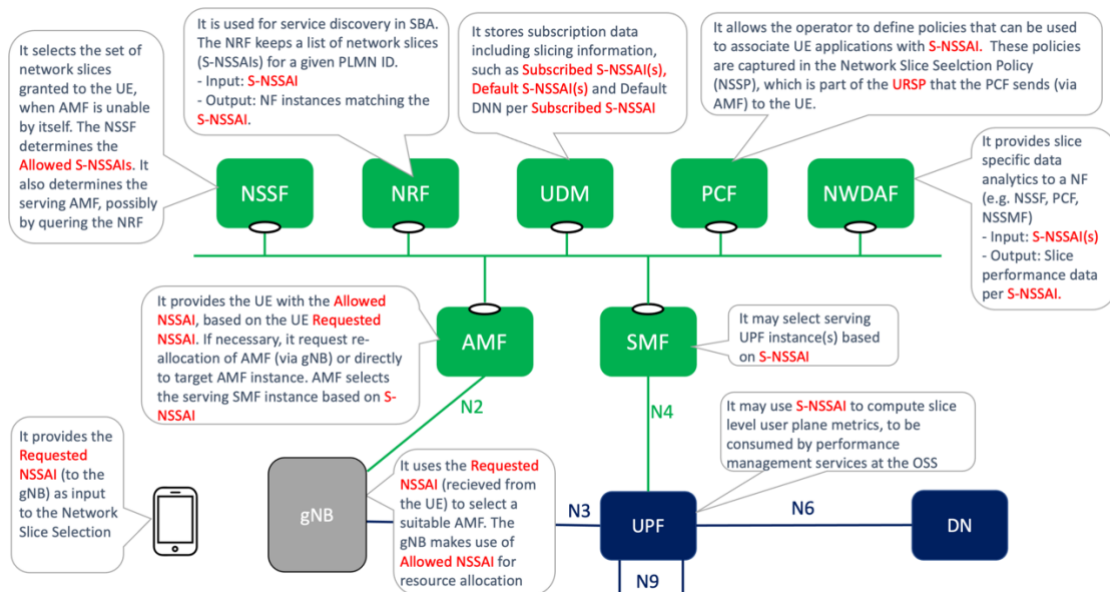 It selects the set of
network slices
granted to the UE,
when AMF is unable
by itself. The NSSF
determines the
Allowed S-NSSAIs. It
also determines the
serving AMF, possibly
by quering the NRF
It is used for service discovery in SBA.
The NRF keeps a list of network slices
(S-NSSAIs) for a given PLMN ID.
- Input: S-NSSAI
- Output: NF instances matching the
S-NSSAI.
It stores subscription data
including slicing information,
such as Subscribed S-NSSAI(s),
Default S-NSSAI(s) and Default
DNN per Subscribed S-NSSAI
It allows the operator to define policies that can be used
to associate UE applications with S-NSSAI. These policies
are captured in the Network Slice Seelction Policy
(NSSP), which is part of the URSP that the PCF sends (via
AMF) to the UE.
It provides slice
specific data
analytics to a NF
(e.g. NSSF, PCF,
NSSMF)
- Input: S-NSSAI(s)
- Output: Slice
performance data
per S-NSSAI.
NSSF
NRF
UDM
PCF
NWDAF
It provides the UE with the Allowed
NSSAI, based on the UE Requested
NSSAI. If necessary, it request re-
allocation of AMF (via gNB) or directly
to target AMF instance. AMF selects
the serving SMF instance based on S-
NSSAI
AMF
SMF
It may select serving
UPF instance(s) based
on S-NSSAI
N2
N4
It may use S-NSSAI to compute slice
level user plane metrics, to be
consumed by performance
management services at the OSS
It provides the
Requested
NSSAI (to the
gNB) as input
to the Network
Slice Selection
gNB
It uses the Requested
NSSAI (recieved from
the UE) to select a
suitable AMF. The
gNB makes use of
Allowed NSSAI for
resource allocation
N3
UPF
N6
DN
N9